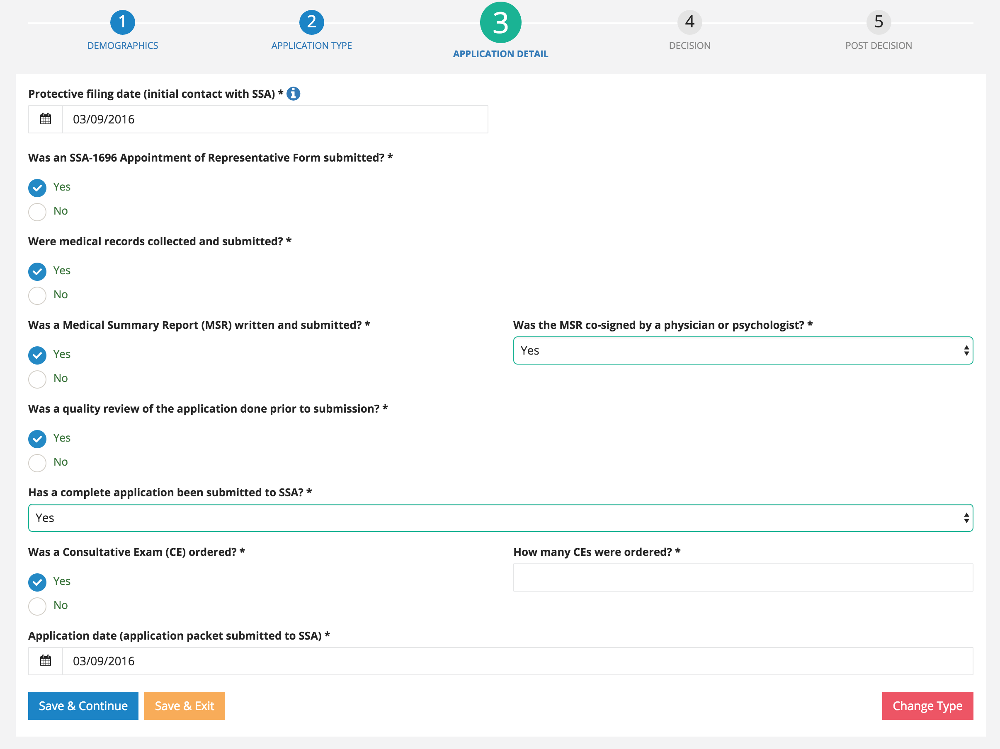 1 2 3 4 5
DEMOGRAPHICS APPLICATION TYPE APPLICATION DETAIL DECISION POST DECISION
Protective filing date (initial contact with SSA) *
03/09/2016
Was an SSA-1696 Appointment of Representative Form submitted? *
Yes
No
Were medical records collected and submitted? *
Yes
No
Was a Medical Summary Report (MSR) written and submitted? *
Yes
No
Was the MSR co-signed by a physician or psychologist? *
Yes
Was a quality review of the application done prior to submission? *
Yes
No
Has a complete application been submitted to SSA? *
Yes
Was a Consultative Exam (CE) ordered? *
Yes
No
How many CEs were ordered? *
Application date (application packet submitted to SSA) *
03/09/2016
Save & Continue Save & Exit Change Type